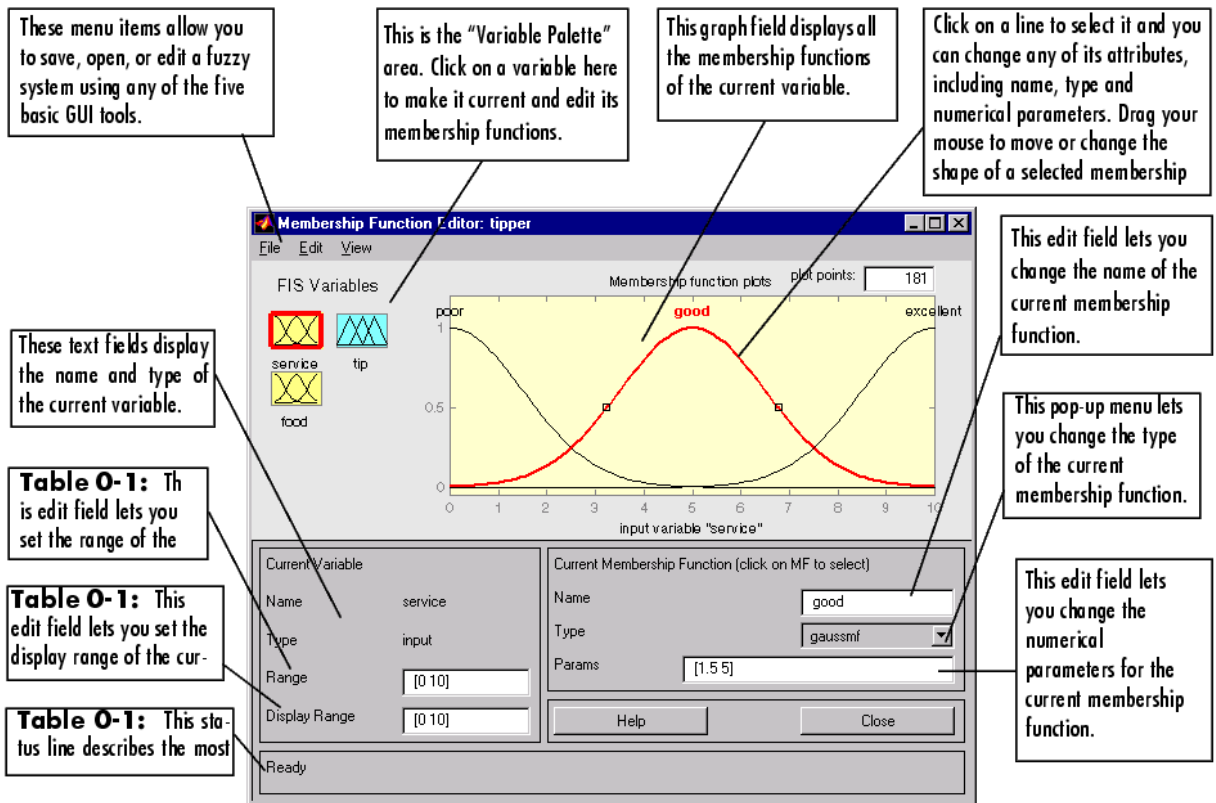 These menu items allow you
to save, open, or edit a fuzzy
system using any of the five
basic GUI tools.
This is the “Variable Palette”
area. Click on a variable here
to make it current and edit its
membership functions.
This graph field displays all
the membership functions
of the current variable.
Click on a line to select it and you
can change any of its attributes,
including name, type and
numerical parameters. Drag your
mouse to move or change the
shape of a selected membership
This edit field lets you
change the name of the
current membership
function.
This pop-up menu lets
you change the type
of the current
membership function.
This edit field lets
you change the
numerical
parameters for the
current membership
function.
These text fields display
the name and type of
the current variable.
Table 0-1: Th
is edit field lets you
set the range of the
Table 0-1: This
edit field lets you set the
display range of the cur-
Table 0-1: This sta-
tus line describes the most
Membership Function Editor: tipper
File Edit View
FIS Variables
service
tip
food
Membership function plots
plot points: 181
poor good excellent
1
0.5
0
0 1 2 3 4 5 6 7 8 9 10
input variable "service"
Current Variable
Name service
Type input
Range [0 10]
Display Range [0 10]
Current Membership Function (click on MF to select)
Name good
Type gaussmf
Params [1.5 5]
Help Close
Ready